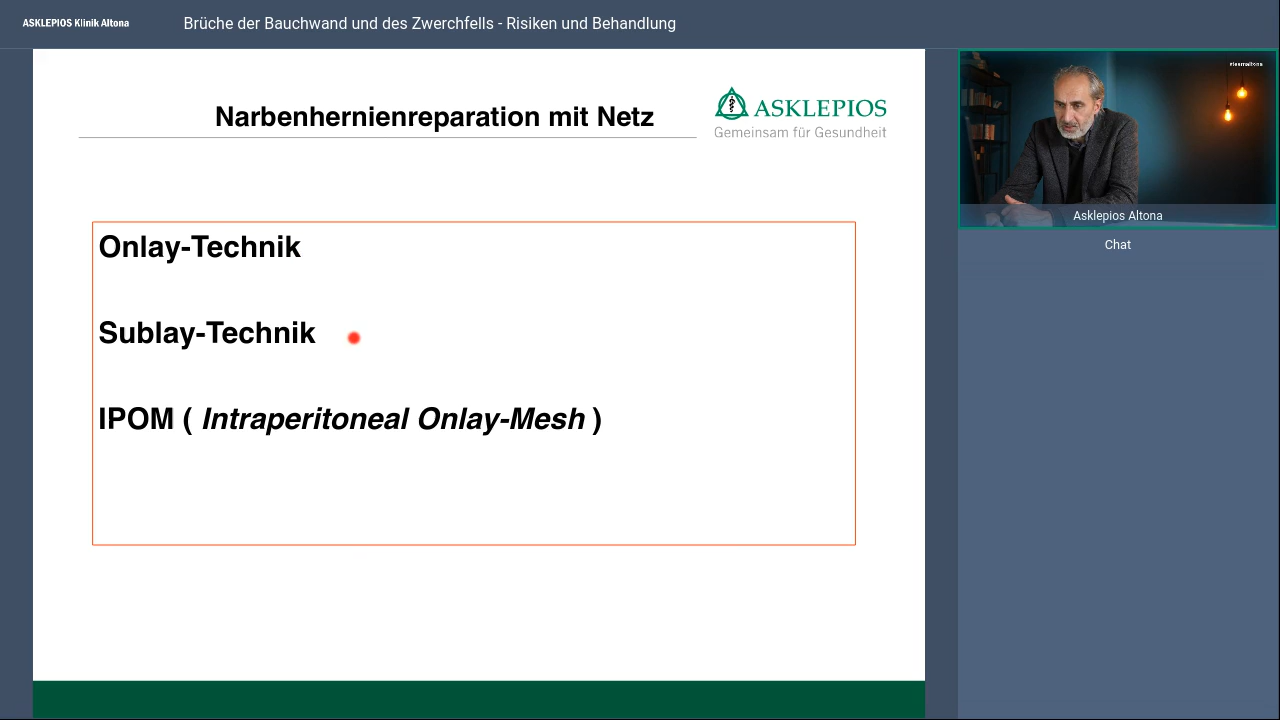 ASKLEPIOS Klinik Altona
Brüche der Bauchwand und des Zwerchfells - Risiken und Behandlung
Narbenhernienreparation mit Netz
ASKLEPIOS
Gemeinsam für Gesundheit
Onlay-Technik
Sublay-Technik
IPOM ( Intraperitoneal Onlay-Mesh )
#teamaltona
Asklepios Altona
Chat